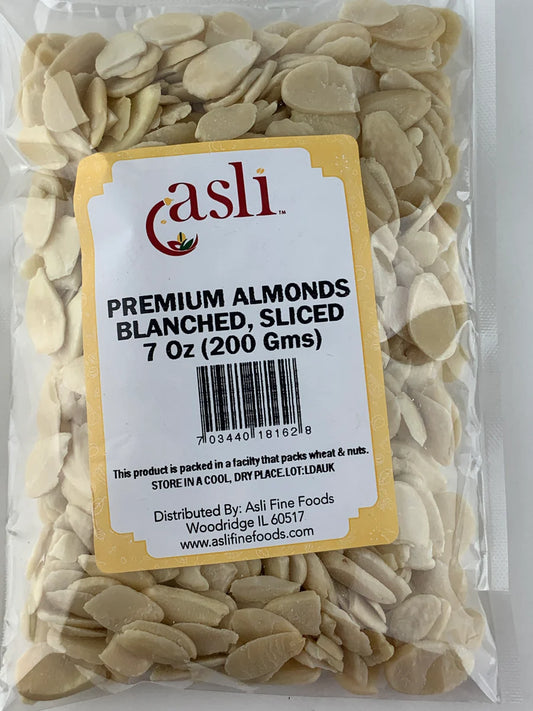 asli™
PREMIUM ALMONDS
BLANCHED, SLICED
7 Oz (200 Gms)
7 03440 18162 8
This product is packed in a facilty that packs wheat & nuts.
STORE IN A COOL, DRY PLACE.LOT:LDAUK
Distributed By: Asli Fine Foods
Woodridge IL 60517
www.aslifinefoods.com